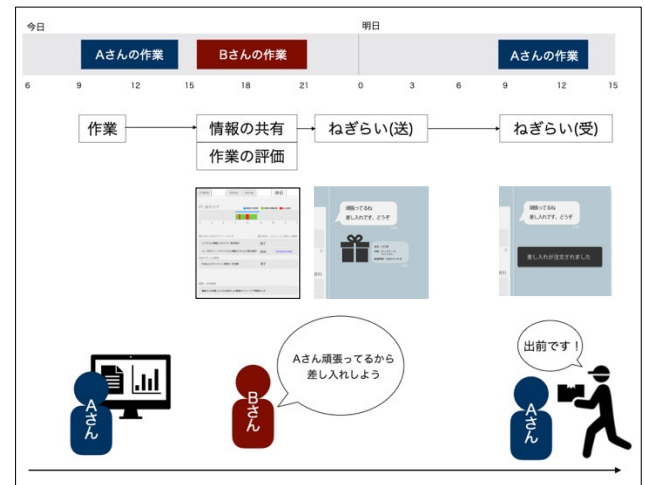 今日
明日
Aさんの作業
Bさんの作業
Aさんの作業
6 9 12 15 18 21 0 3 6 9 12 15
作業
情報の共有
ねぎらい(送)
ねぎらい(受)
作業の評価
頑張ってるね
差し入れです、どうぞ
頑張ってるね
差し入れです、どうぞ
差し入れが注文されました
Aさん頑張ってるから
差し入れしよう
出前です！
Aさん
Bさん
Aさん